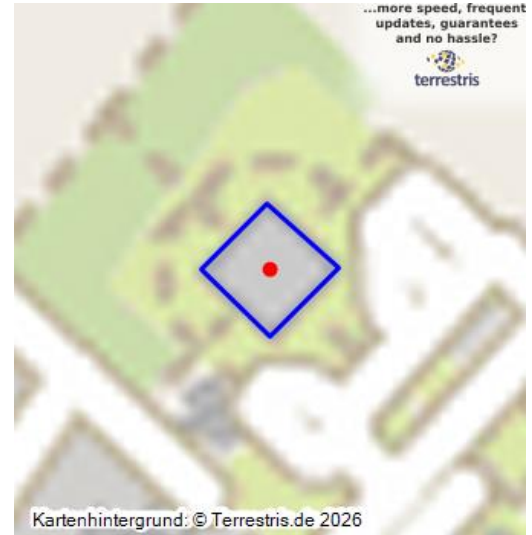 ...more speed, frequent
updates, guarantees
and no hassle?
terrestris
Kartenhintergrund: © Terrestris.de 2026